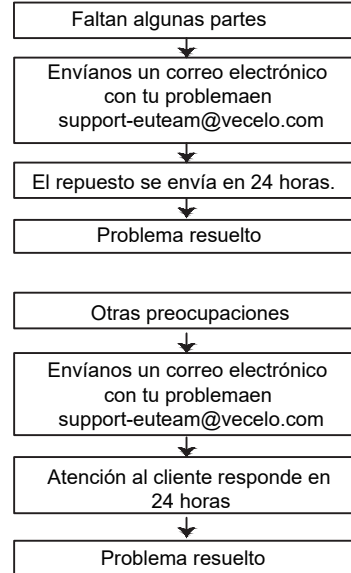 Faltan algunas partes
Envíanos un correo electrónico
con tu problemaen
support-euteam@vecelo.com
El repuesto se envía en 24 horas.
Problema resuelto
Otras preocupaciones
Envíanos un correo electrónico
con tu problemaen
support-euteam@vecelo.com
Atención al cliente responde en
24 horas
Problema resuelto